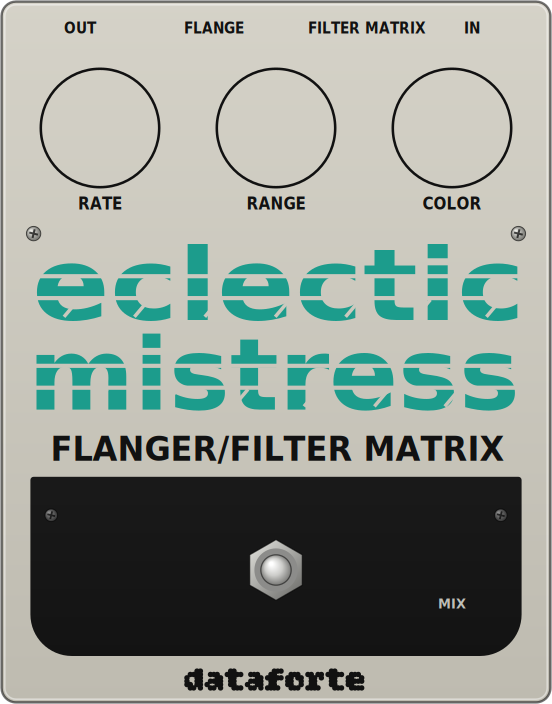 OUT FLANGE FILTER MATRIX IN
RATE RANGE COLOR
eclectic
mistress
FLANGER/FILTER MATRIX
MIX
dataforte